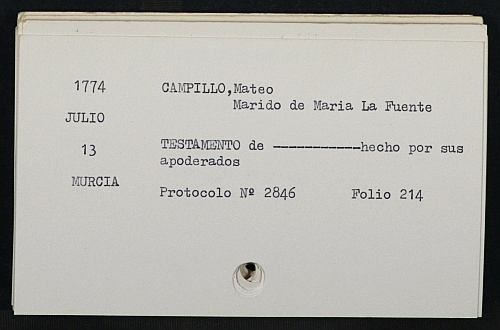 1774 CAMPILLO,Mateo
Marido de Maria La Fuente
JULIO
13 TESTAMENTO de -----------hecho por sus
apoderados
MURCIA
Protocolo Nº 2846 Folio 214